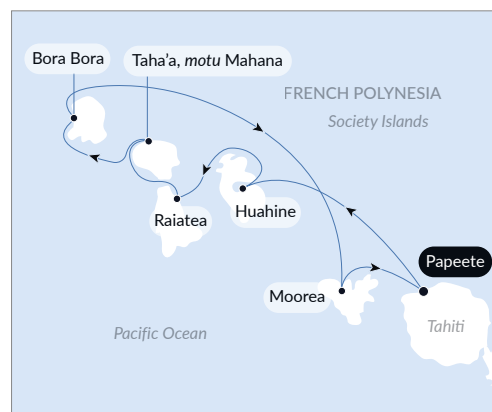 Bora Bora
Taha'a, motu Mahana
FRENCH POLYNESIA
Society Islands
Raiatea
Huahine
Papeete
Moorea
Tahiti
Pacific Ocean